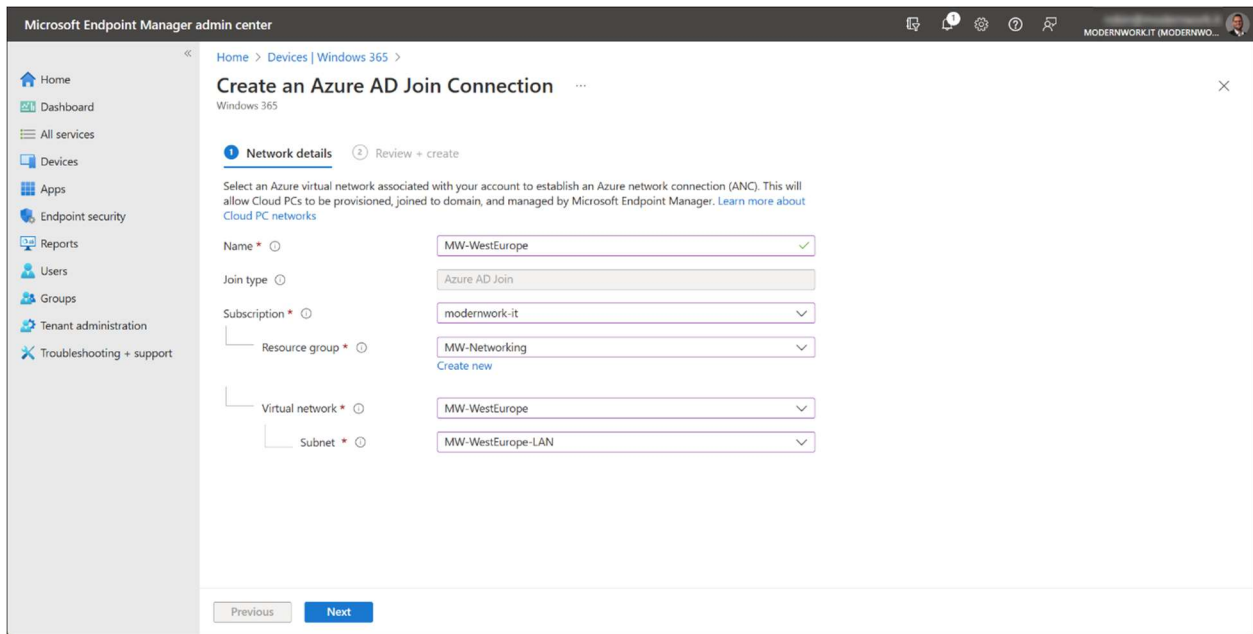 Microsoft Endpoint Manager admin center
1
MODERNWORK.IT (MODERNWO...
«
Home
Dashboard
All services
Devices
Apps
Endpoint security
Reports
Users
Groups
Tenant administration
Troubleshooting + support
Home > Devices | Windows 365 >
Create an Azure AD Join Connection ...
Windows 365
1 Network details 2 Review + create
Select an Azure virtual network associated with your account to establish an Azure network connection (ANC). This will
allow Cloud PCs to be provisioned, joined to domain, and managed by Microsoft Endpoint Manager. Learn more about
Cloud PC networks
Name * MW-WestEurope
Join type Azure AD Join
Subscription * modernwork-it
Resource group * MW-Networking
Create new
Virtual network * MW-WestEurope
Subnet * MW-WestEurope-LAN
Previous Next